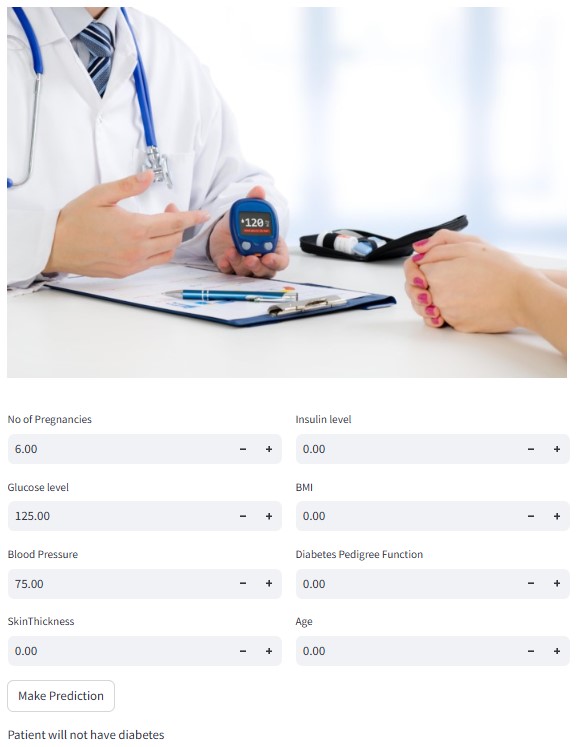 120
No of Pregnancies
6.00
Insulin level
0.00
Glucose level
125.00
BMI
0.00
Blood Pressure
75.00
Diabetes Pedigree Function
0.00
SkinThickness
0.00
Age
0.00
Make Prediction
Patient will not have diabetes